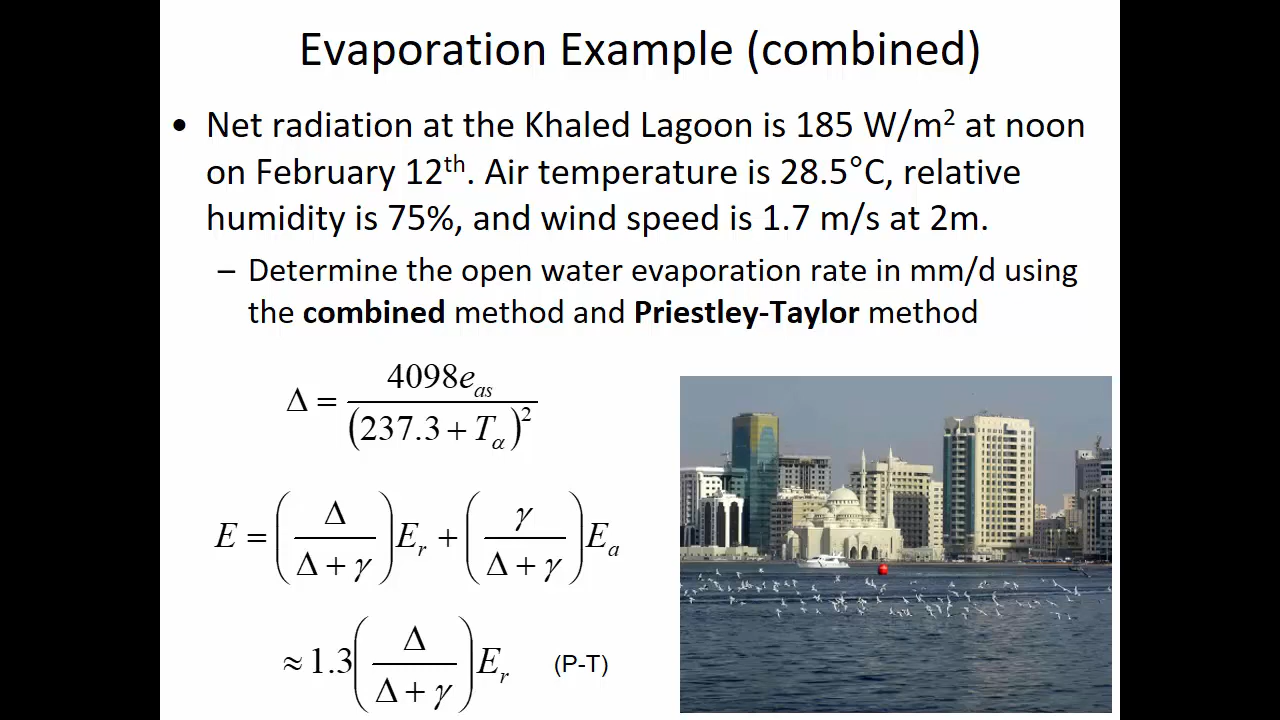 Evaporation Example (combined)
• Net radiation at the Khaled Lagoon is 185 W/m² at noon
on February 12ᵗʰ. Air temperature is 28.5°C, relative
humidity is 75%, and wind speed is 1.7 m/s at 2m.
– Determine the open water evaporation rate in mm/d using
the combined method and Priestley-Taylor method
Δ = 4098e_as / (237.3 + T_α)²
E = (Δ / (Δ + γ)) E_r + (γ / (Δ + γ)) E_a
≈ 1.3 (Δ / (Δ + γ)) E_r (P-T)